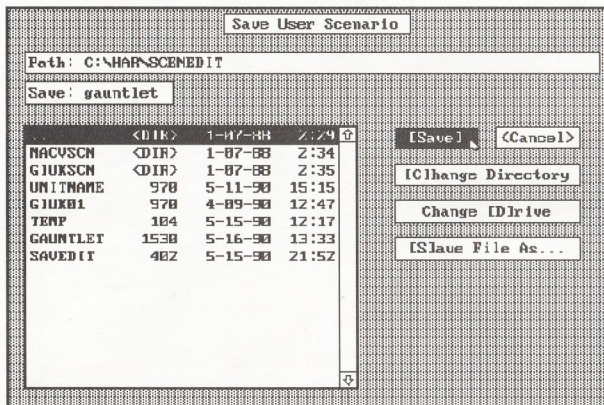 Save User Scenario
Path: C:\HAR\SCENEDIT
Save: gauntlet
.. <DIR> 1-07-88 2:29
NACVSCN <DIR> 1-07-88 2:34
GIUKSCN <DIR> 1-07-88 2:35
UNITNAME 970 5-11-90 15:15
GIUK01 970 4-09-90 12:47
TEMP 104 5-15-90 12:17
GAUNTLET 1530 5-16-90 13:33
SAVEDIT 402 5-15-90 21:52
[Save] <Cancel>
[C]hange Directory
Change [D]rive
[S]ave File As...